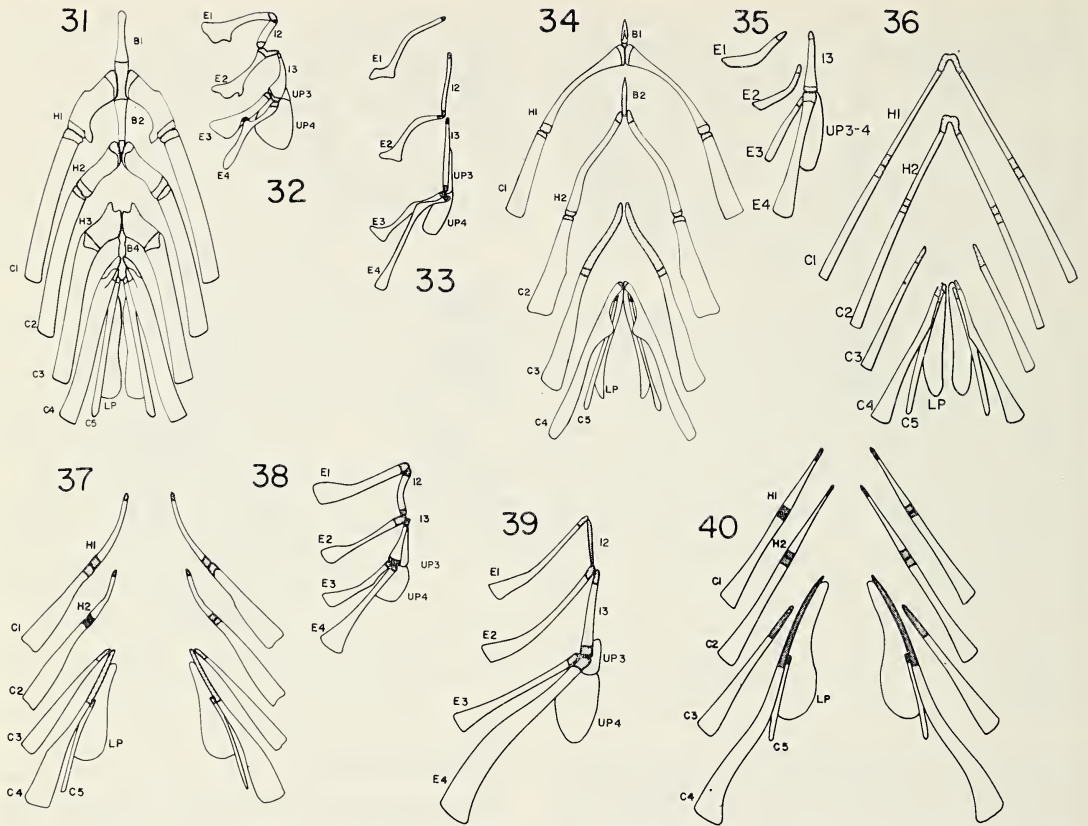 31
B1
H1
B2
H2
H3
B4
C1
C2
C3
C4
C5
LP
32
E1
I2
E2
I3
UP3
E3
UP4
E4
33
E1
I2
E2
I3
UP3
E3
UP4
E4
34
B1
H1
B2
C1
H2
C2
C3
LP
C4
C5
35
E1
I3
E2
UP3-4
E3
E4
36
H1
H2
C1
C2
C3
C4
C5
LP
37
H1
H2
C1
C2
C3
LP
C4
C5
38
E1
I2
I3
E2
UP3
E3
UP4
E4
39
I2
E1
I3
E2
UP3
E3
UP4
E4
40
H1
H2
C1
C2
C3
LP
C5
C4